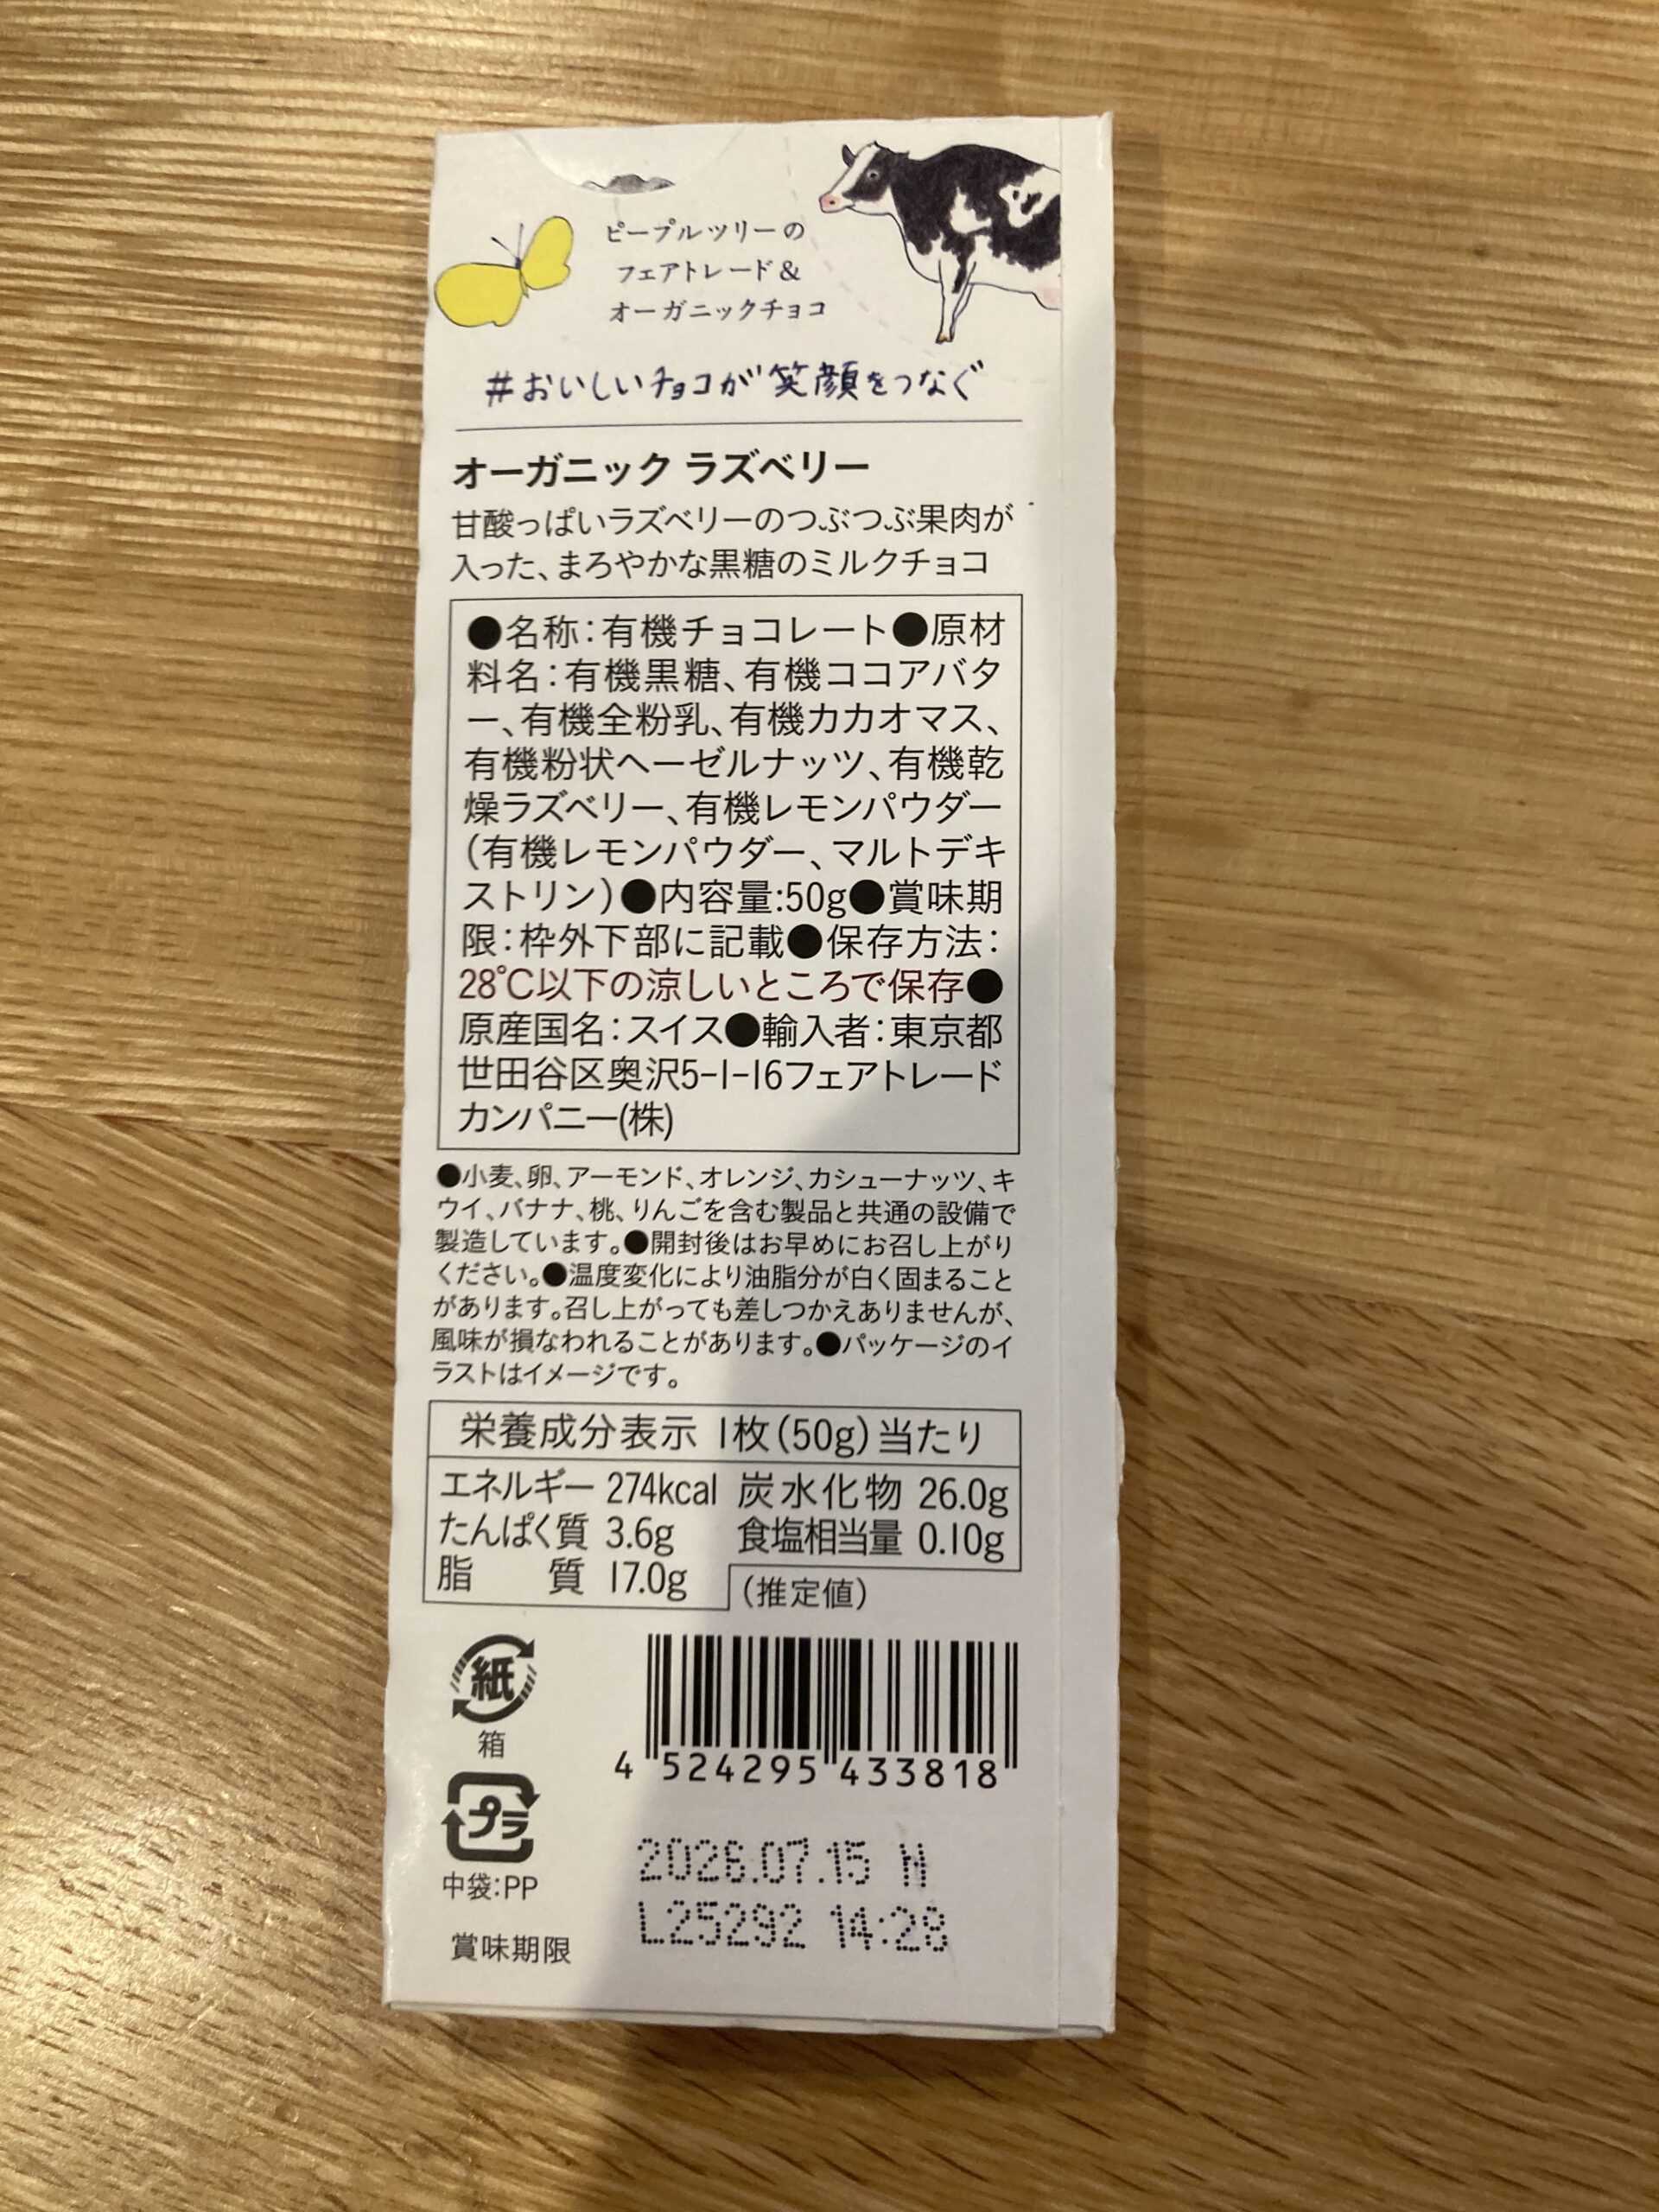 ピープルツリーの
フェアトレード&
オーガニックチョコ
#おいしいチョコが笑顔をつなぐ
オーガニック ラズベリー
甘酸っぱいラズベリーのつぶつぶ果肉が
入った、まろやかな黒糖のミルクチョコ
●名称:有機チョコレート●原材
料名:有機黒糖、有機ココアバタ
ー、有機全粉乳、有機カカオマス、
有機粉状ヘーゼルナッツ、有機乾
燥ラズベリー、有機レモンパウダー
(有機レモンパウダー、マルトデキ
ストリン)●内容量:50g●賞味期
限:枠外下部に記載●保存方法:
28℃以下の涼しいところで保存●
原産国名:スイス●輸入者:東京都
世田谷区奥沢5-1-16フェアトレード
カンパニー(株)
●小麦、卵、アーモンド、オレンジ、カシューナッツ、キ
ウイ、バナナ、桃、りんごを含む製品と共通の設備で
製造しています。●開封後はお早めにお召し上がり
ください。●温度変化により油脂分が白く固まること
があります。召し上がっても差しつかえありませんが、
風味が損なわれることがあります。●パッケージのイ
ラストはイメージです。
栄養成分表示 1枚(50g)当たり
エネルギー 274kcal 炭水化物 26.0g
たんぱく質 3.6g 食塩相当量 0.10g
脂質 17.0g (推定値)
紙
箱
4 524295 433818
プラ
中袋:PP
2026.07.15 N
L25292 14:28
賞味期限